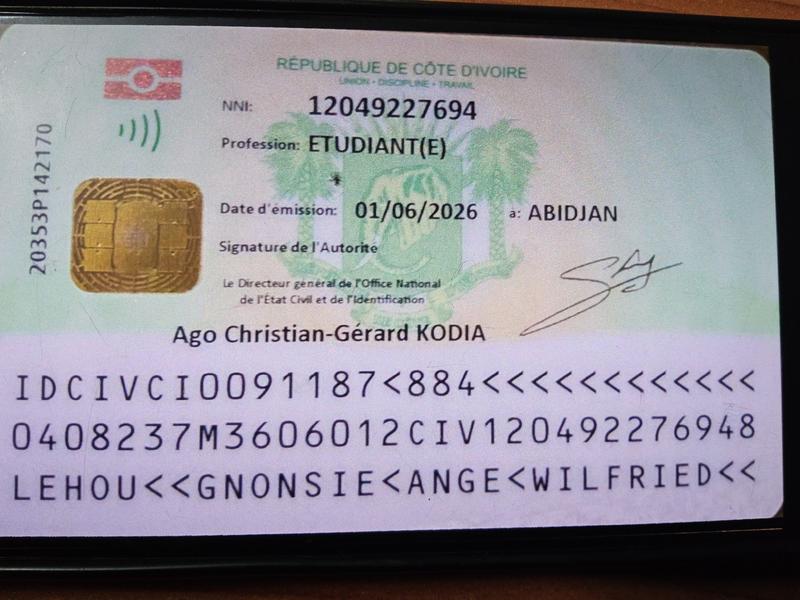 RÉPUBLIQUE DE CÔTE D'IVOIRE
UNION - DISCIPLINE - TRAVAIL
NNI: 12049227694
Profession: ETUDIANT(E)
Date d'émission: 01/06/2026 à: ABIDJAN
Signature de l'Autorité
Le Directeur général de l'Office National
de l'État Civil et de l'Identification
Ago Christian-Gérard KODIA
20353P142170
IDCIVCI0091187<884<<<<<<<<<<<<
0408237M3606012CIV120492276948
LEHOU<<GNONSIE<ANGE<WILFRIED<<